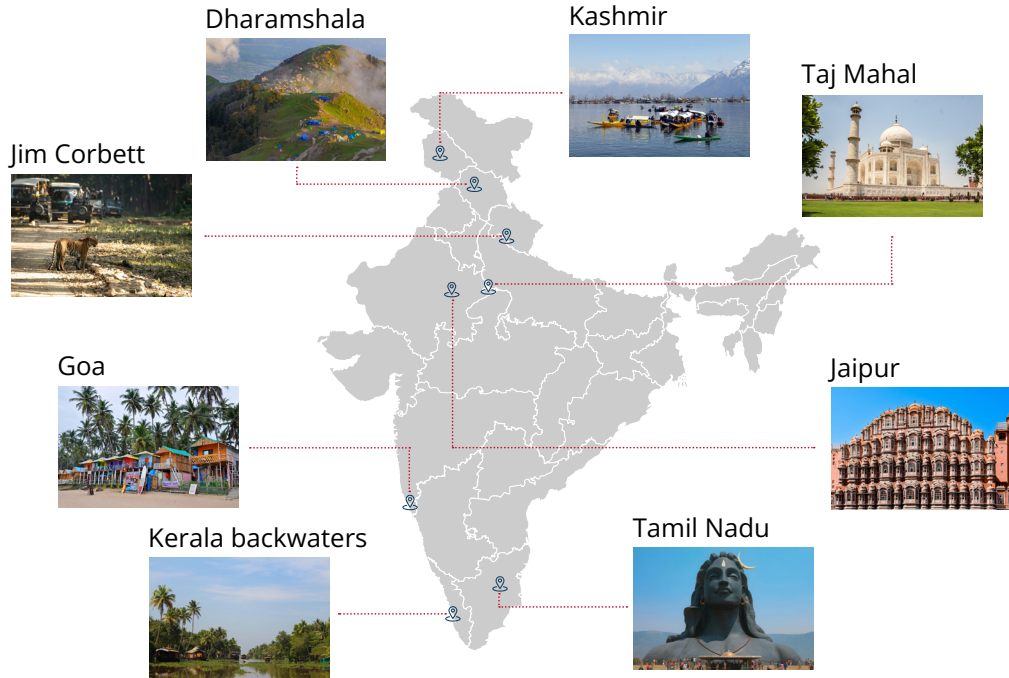 Dharamshala
Kashmir
Taj Mahal
Jim Corbett
Goa
Jaipur
Kerala backwaters
Tamil Nadu